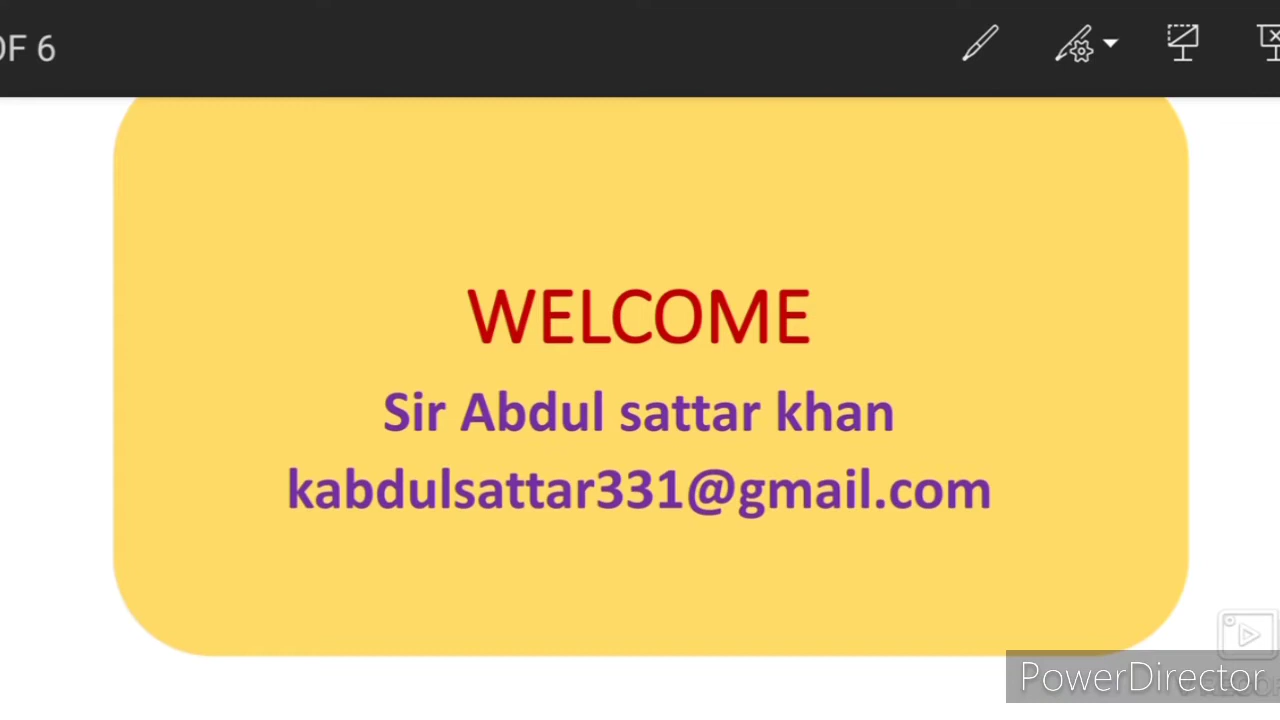 OF 6
WELCOME
Sir Abdul sattar khan
kabdulsattar331@gmail.com
PowerDirector